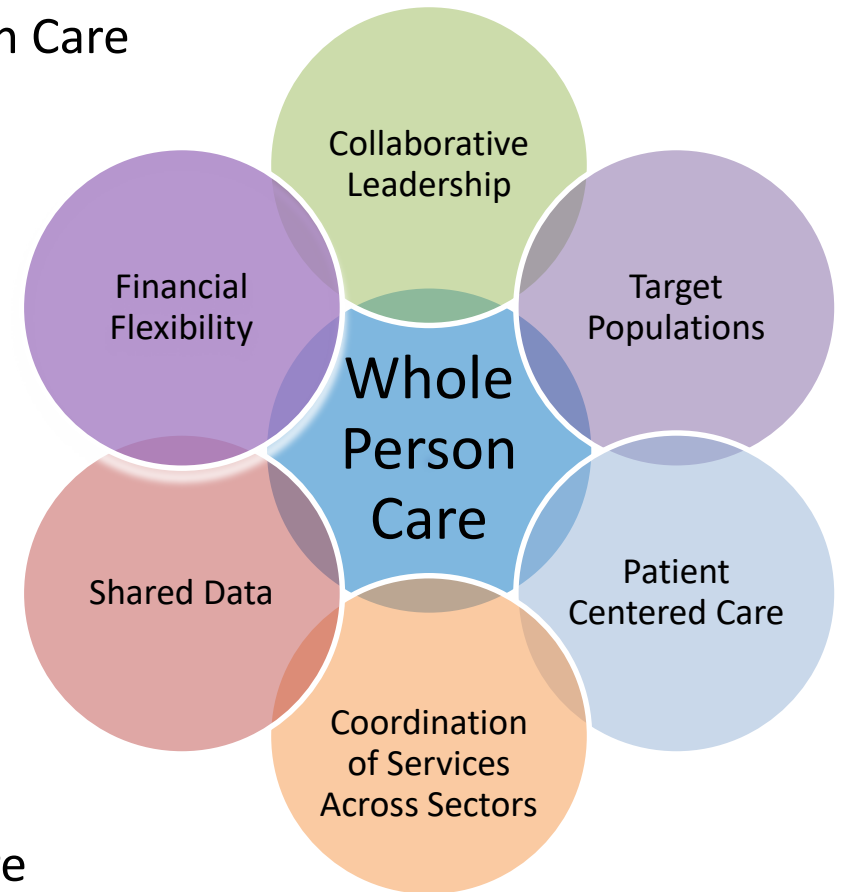 n Care
Collaborative
Leadership
Financial
Flexibility
Target
Populations
Whole
Person
Care
Shared Data
Patient
Centered Care
Coordination
of Services
Across Sectors
re